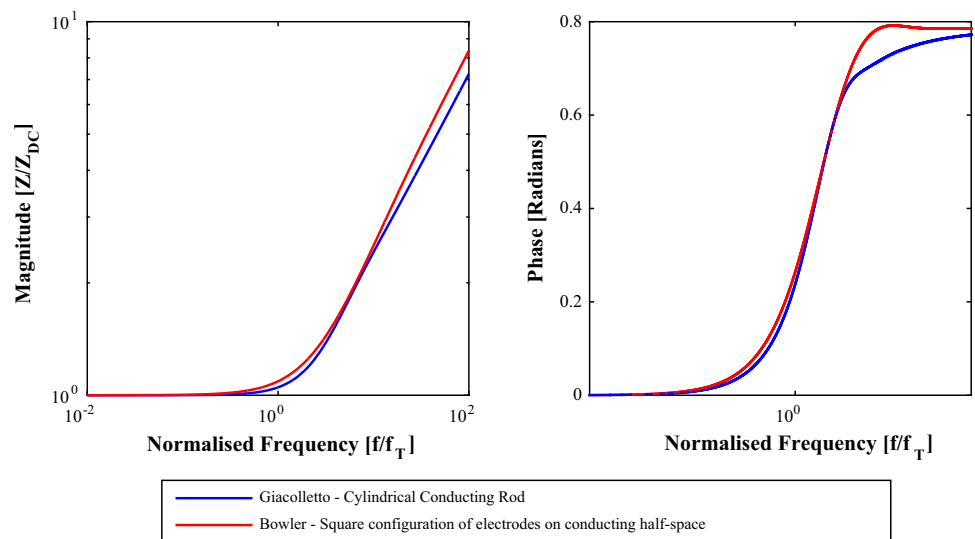 10^1
Magnitude [Z/Z_DC]
10^0
10^-2
10^0
10^2
Normalised Frequency [f/f_T]
0.8
0.6
0.4
0.2
0
Phase [Radians]
10^0
Normalised Frequency [f/f_T]
Giacolletto - Cylindrical Conducting Rod
Bowler - Square configuration of electrodes on conducting half-space